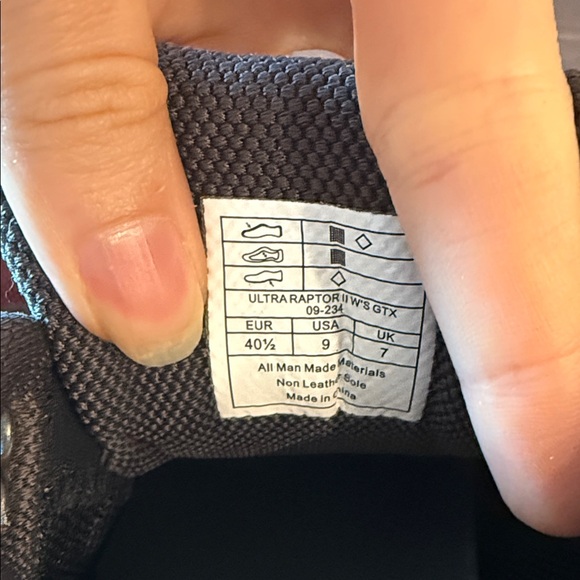 ULTRA RAPTOR II W'S GTX
09-234
EUR USA UK
40½ 9 7
All Man Made Materials
Non Leather Sole
Made in China